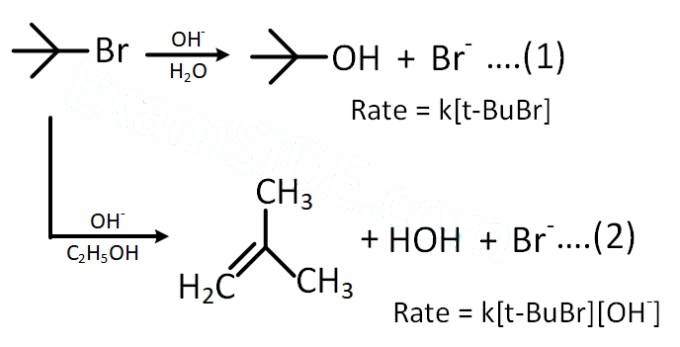 Br OH⁻ OH + Br⁻ ....(1)
H₂O
Rate = k[t-BuBr]
CH₃
OH⁻
C₂H₅OH
+ HOH + Br⁻....(2)
H₂C CH₃
Rate = k[t-BuBr][OH⁻]